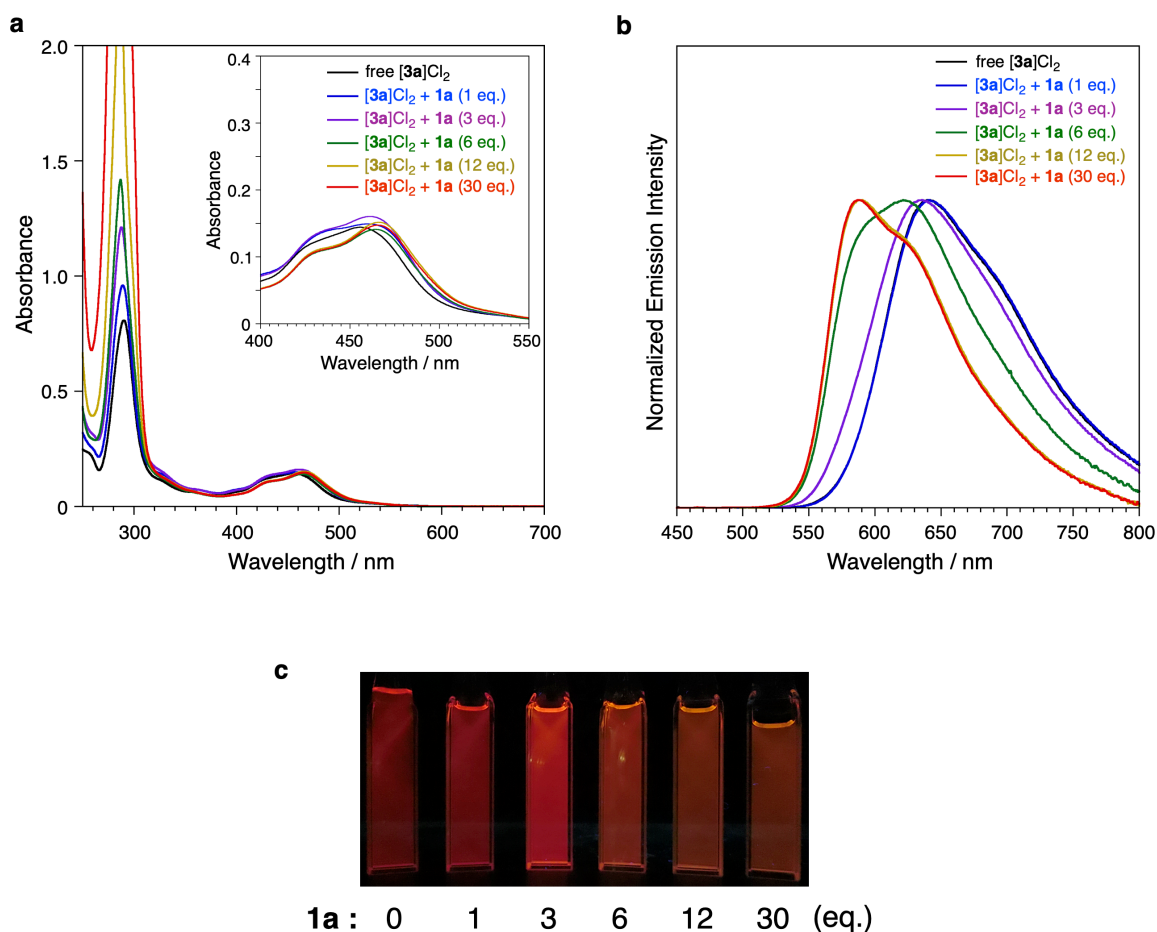 a
2.0
1.5
1.0
0.5
0
Absorbance
300 400 500 600 700
Wavelength / nm
0.4
0.3
0.2
0.1
0
Absorbance
400 450 500 550
Wavelength / nm
free [3a]Cl₂
[3a]Cl₂ + 1a (1 eq.)
[3a]Cl₂ + 1a (3 eq.)
[3a]Cl₂ + 1a (6 eq.)
[3a]Cl₂ + 1a (12 eq.)
[3a]Cl₂ + 1a (30 eq.)
b
Normalized Emission Intensity
free [3a]Cl₂
[3a]Cl₂ + 1a (1 eq.)
[3a]Cl₂ + 1a (3 eq.)
[3a]Cl₂ + 1a (6 eq.)
[3a]Cl₂ + 1a (12 eq.)
[3a]Cl₂ + 1a (30 eq.)
450 500 550 600 650 700 750 800
Wavelength / nm
c
1a : 0 1 3 6 12 30 (eq.)